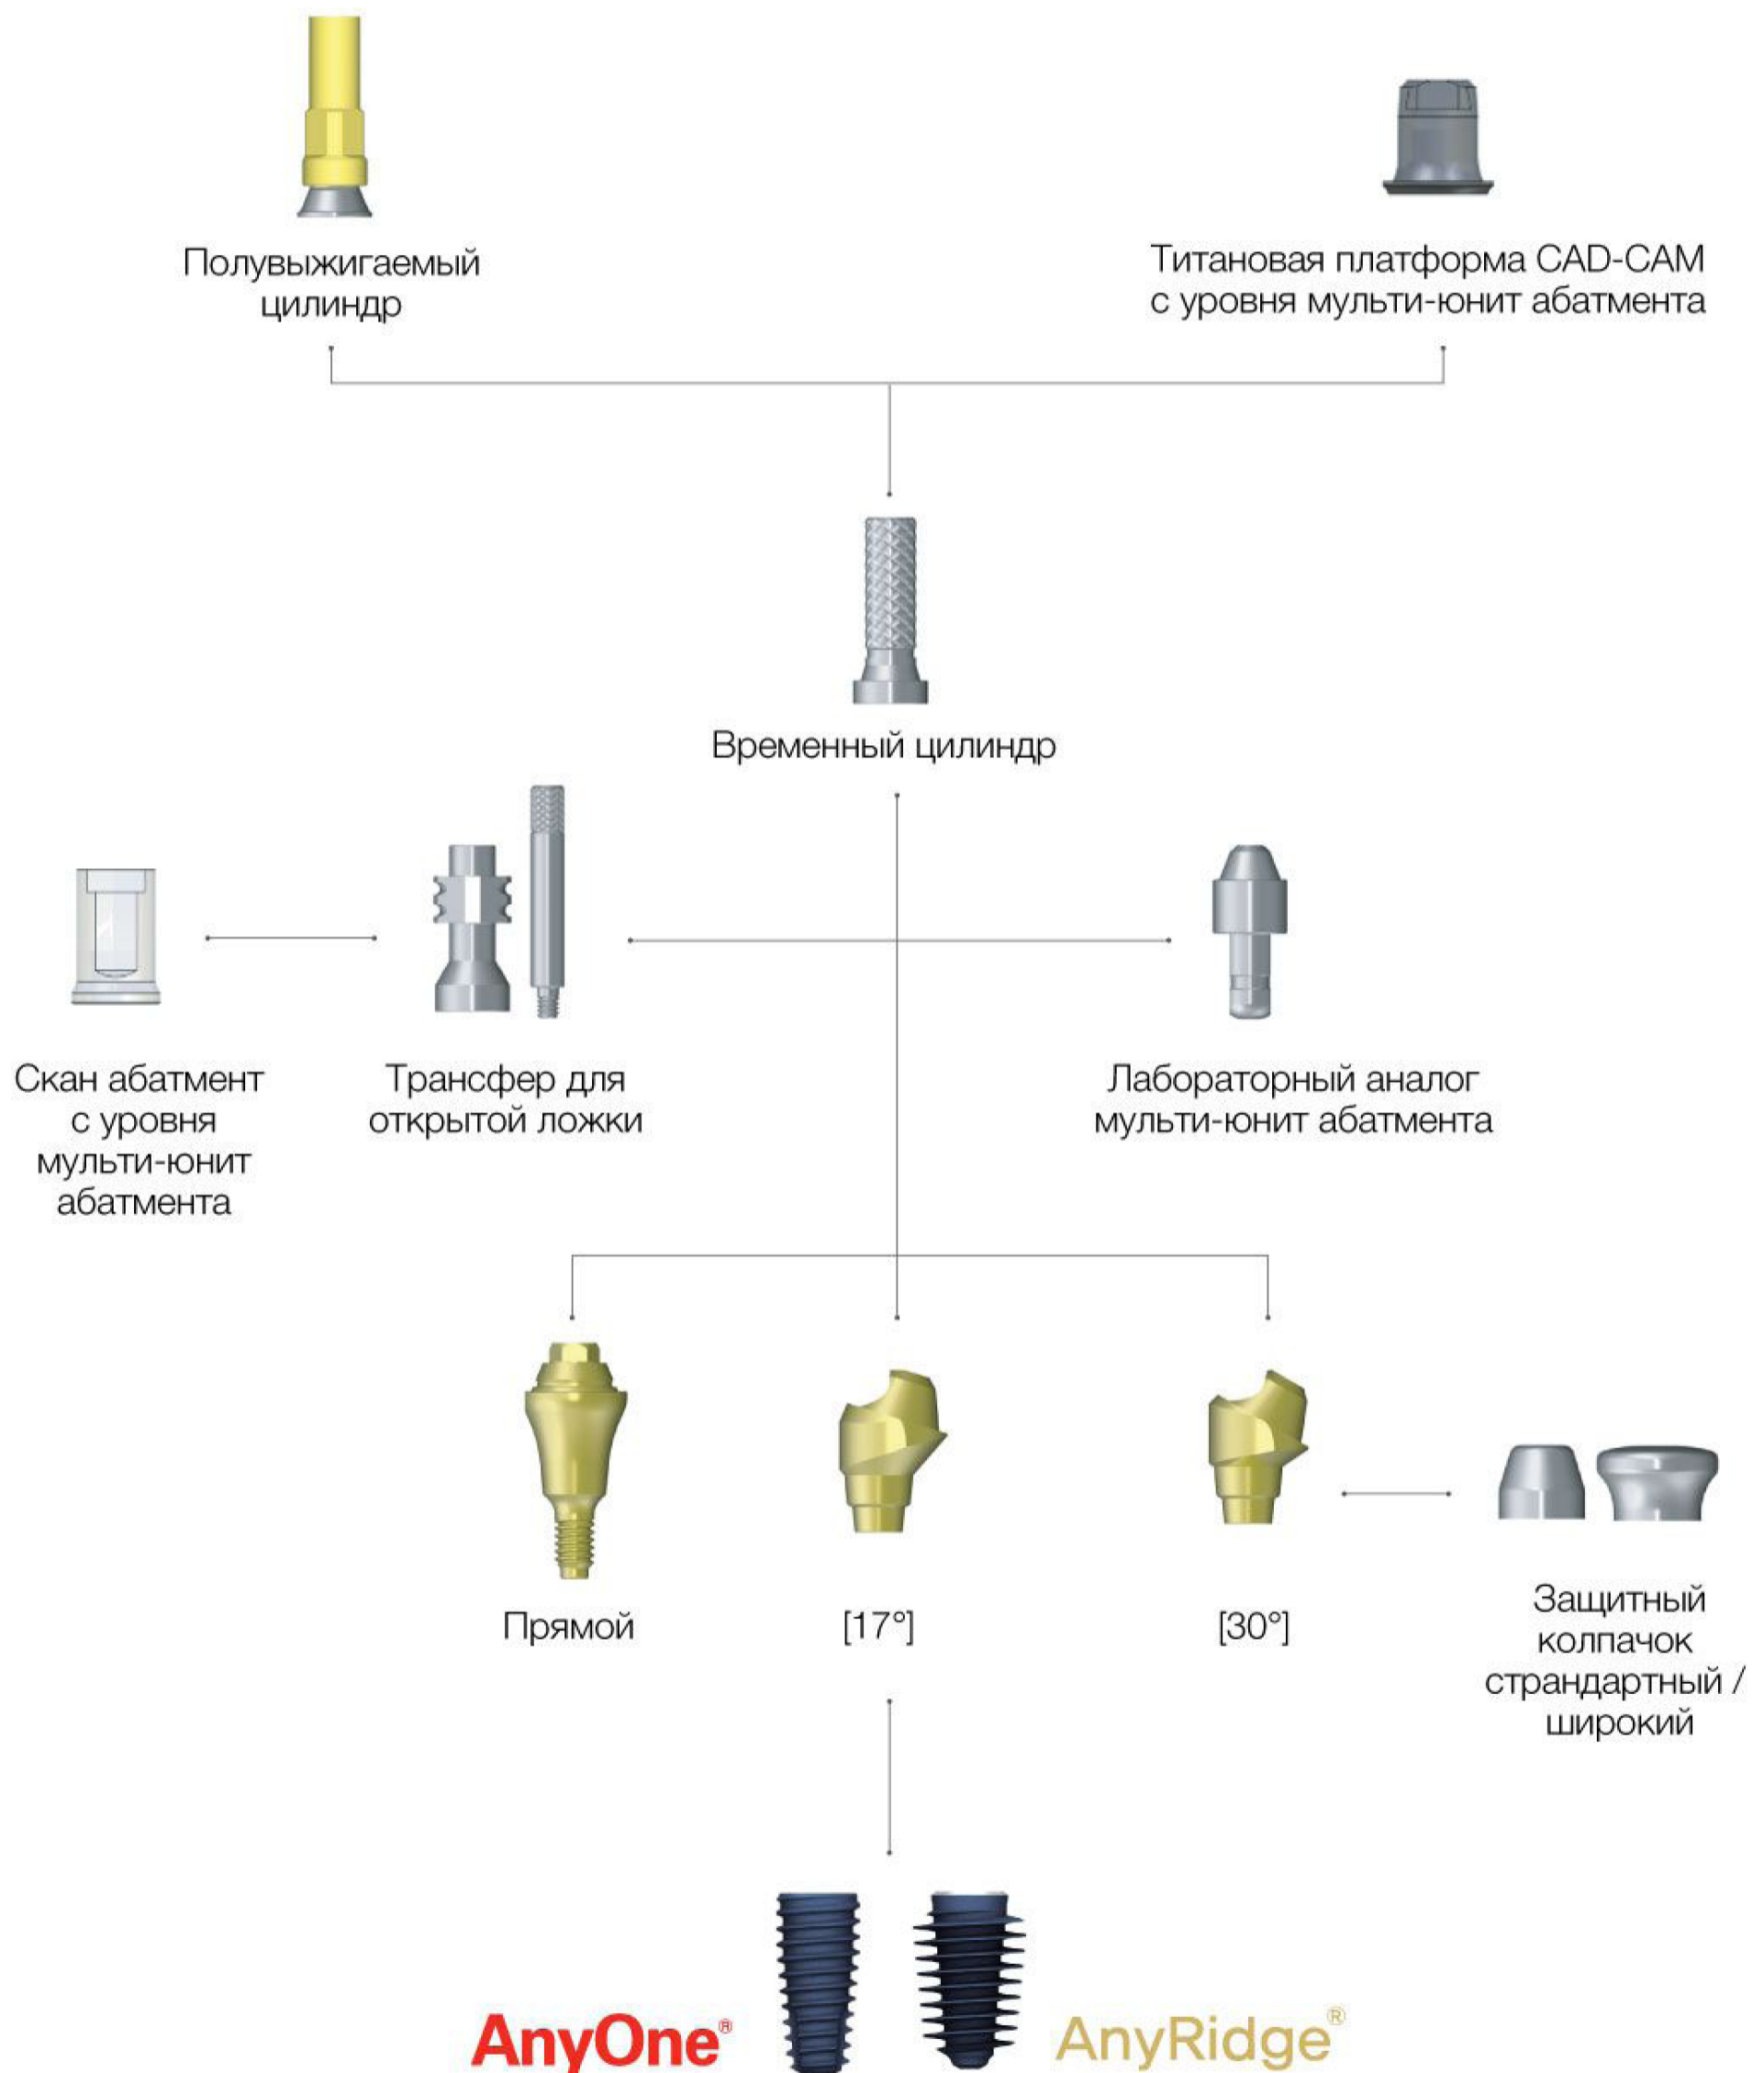 Полувыжигаемый
цилиндр
Титановая платформа CAD-CAM
с уровня мульти-юнит абатмента
Временный цилиндр
Скан абатмент
с уровня
мульти-юнит
абатмента
Трансфер для
открытой ложки
Лабораторный аналог
мульти-юнит абатмента
Прямой
[17°]
[30°]
Защитный
колпачок
страндартный /
широкий
AnyOne®
AnyRidge®